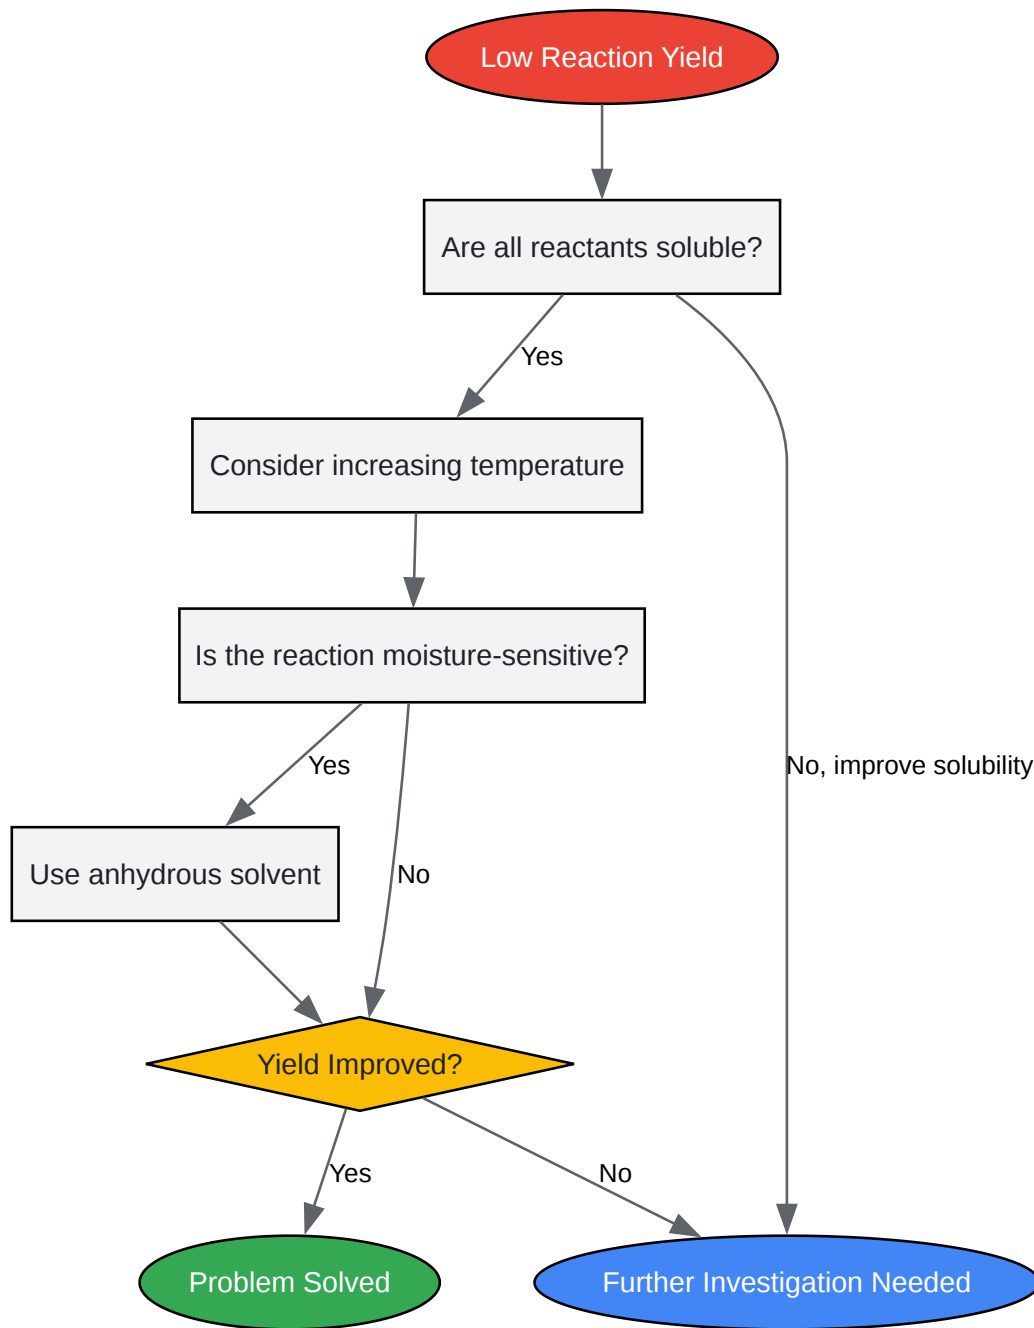 Low Reaction Yield
Are all reactants soluble?
Yes
Consider increasing temperature
Is the reaction moisture-sensitive?
Yes
No, improve solubility
Use anhydrous solvent
No
Yield Improved?
Yes
No
Problem Solved
Further Investigation Needed